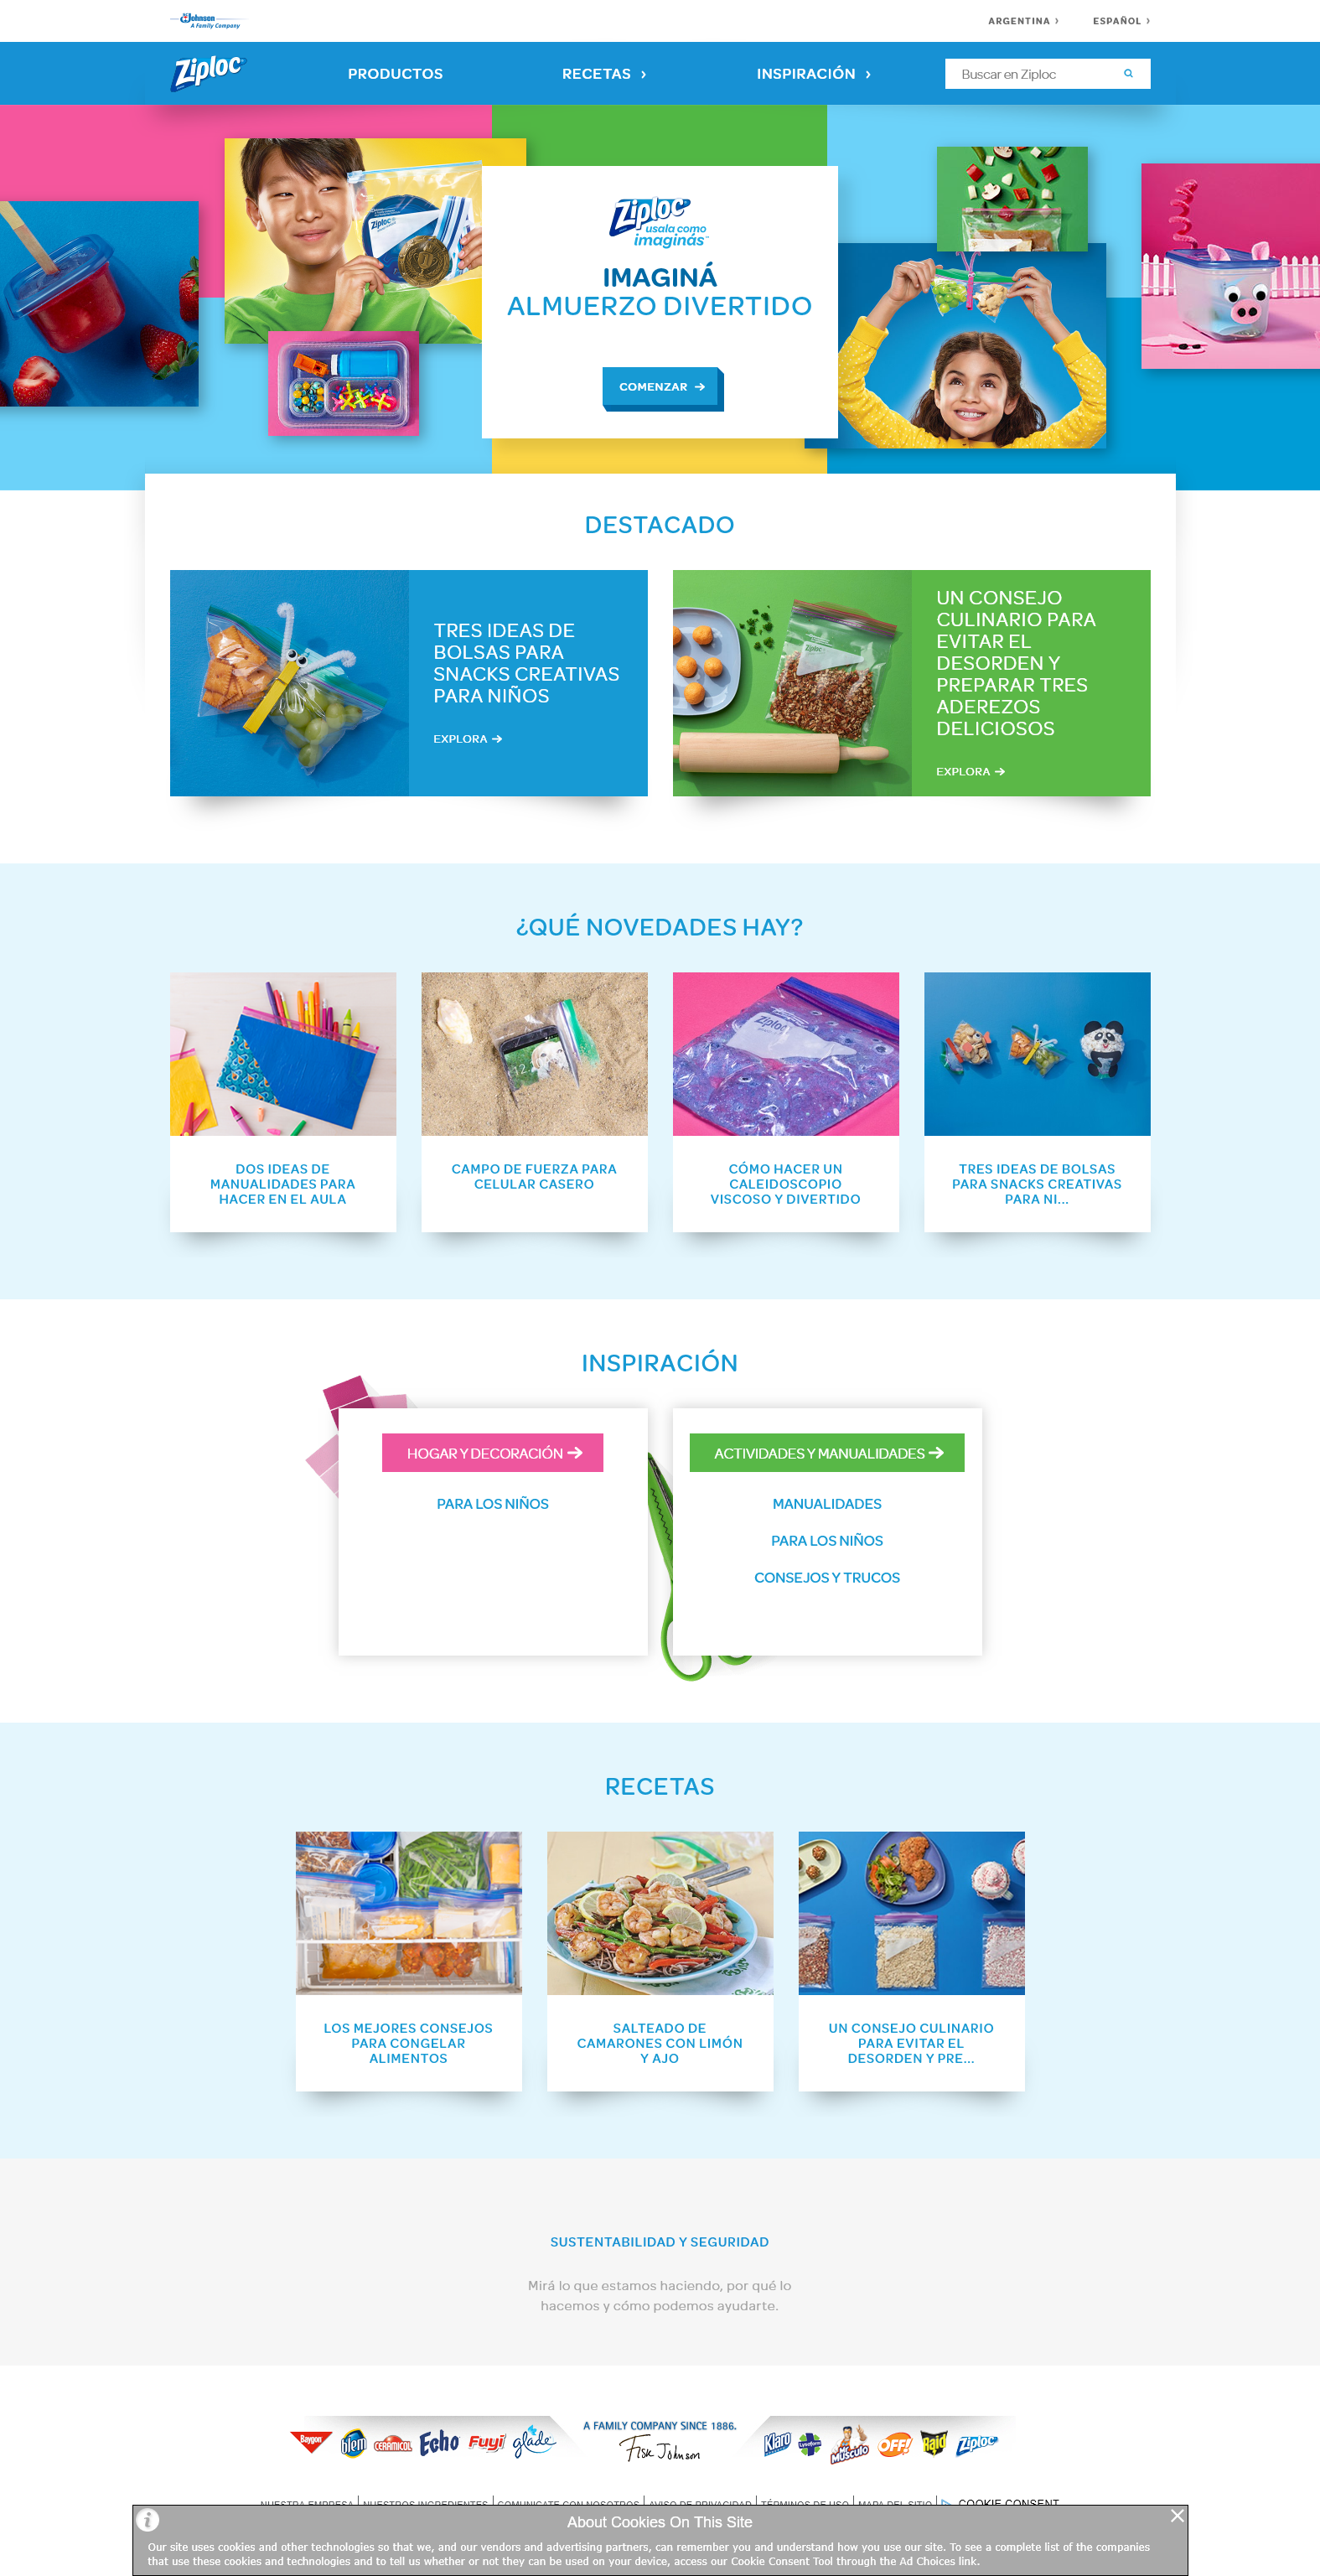 Johnson
A Family Company
ARGENTINA ›
ESPAÑOL ›
Ziploc
PRODUCTOS
RECETAS ›
INSPIRACIÓN ›
Buscar en Ziploc
Ziploc
usala como
imaginás™
IMAGINÁ
ALMUERZO DIVERTIDO
COMENZAR →
DESTACADO
TRES IDEAS DE
BOLSAS PARA
SNACKS CREATIVAS
PARA NIÑOS
EXPLORA →
UN CONSEJO
CULINARIO PARA
EVITAR EL
DESORDEN Y
PREPARAR TRES
ADEREZOS
DELICIOSOS
EXPLORA →
¿QUÉ NOVEDADES HAY?
Ziploc
DOS IDEAS DE
MANUALIDADES PARA
HACER EN EL AULA
CAMPO DE FUERZA PARA
CELULAR CASERO
CÓMO HACER UN
CALEIDOSCOPIO
VISCOSO Y DIVERTIDO
TRES IDEAS DE BOLSAS
PARA SNACKS CREATIVAS
PARA NI...
INSPIRACIÓN
HOGAR Y DECORACIÓN →
PARA LOS NIÑOS
ACTIVIDADES Y MANUALIDADES →
MANUALIDADES
PARA LOS NIÑOS
CONSEJOS Y TRUCOS
RECETAS
LOS MEJORES CONSEJOS
PARA CONGELAR
ALIMENTOS
SALTEADO DE
CAMARONES CON LIMÓN
Y AJO
UN CONSEJO CULINARIO
PARA EVITAR EL
DESORDEN Y PRE...
SUSTENTABILIDAD Y SEGURIDAD
Mirá lo que estamos haciendo, por qué lo
hacemos y cómo podemos ayudarte.
Baygon blem CERAMICOL Echo Fuyi glade
A FAMILY COMPANY SINCE 1886.
Fisk Johnson
Klaro Lysoform Mr Músculo OFF! Raid Ziploc
NUESTRA EMPRESA | NUESTROS INGREDIENTES | COMUNICATE CON NOSOTROS | AVISO DE PRIVACIDAD | TÉRMINOS DE USO | MAPA DEL SITIO | COOKIE CONSENT
About Cookies On This Site
Our site uses cookies and other technologies so that we, and our vendors and advertising partners, can remember you and understand how you use our site. To see a complete list of the companies
that use these cookies and technologies and to tell us whether or not they can be used on your device, access our Cookie Consent Tool through the Ad Choices link.